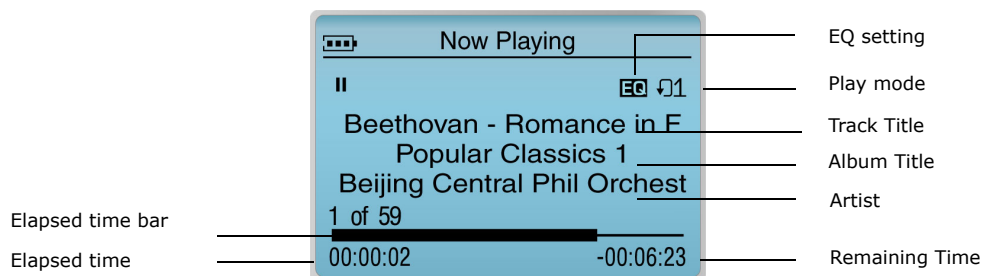 Now Playing
EQ setting
EQ 1
Play mode
Beethovan - Romance in F
Track Title
Popular Classics 1
Album Title
Beijing Central Phil Orchest
Artist
1 of 59
Elapsed time bar
00:00:02
-00:06:23
Elapsed time
Remaining Time